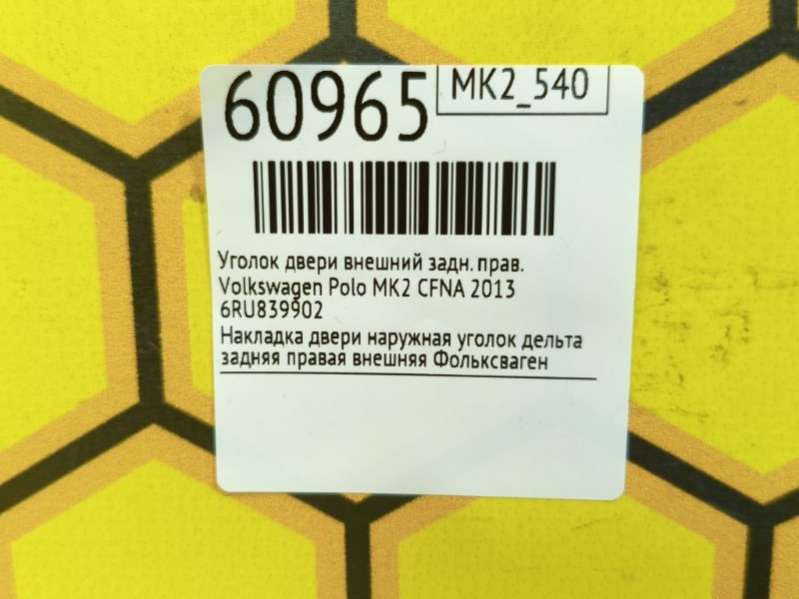 60965
MK2_540
Уголок двери внешний задн. прав.
Volkswagen Polo MK2 CFNA 2013
6RU839902
Накладка двери наружная уголок дельта
задняя правая внешняя Фольксваген